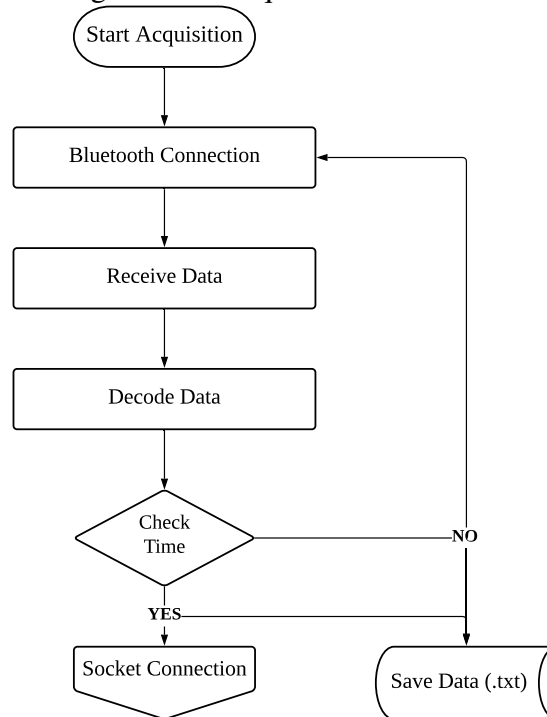 Start Acquisition
Bluetooth Connection
Receive Data
Decode Data
Check
Time
NO
YES
Socket Connection
Save Data (.txt)